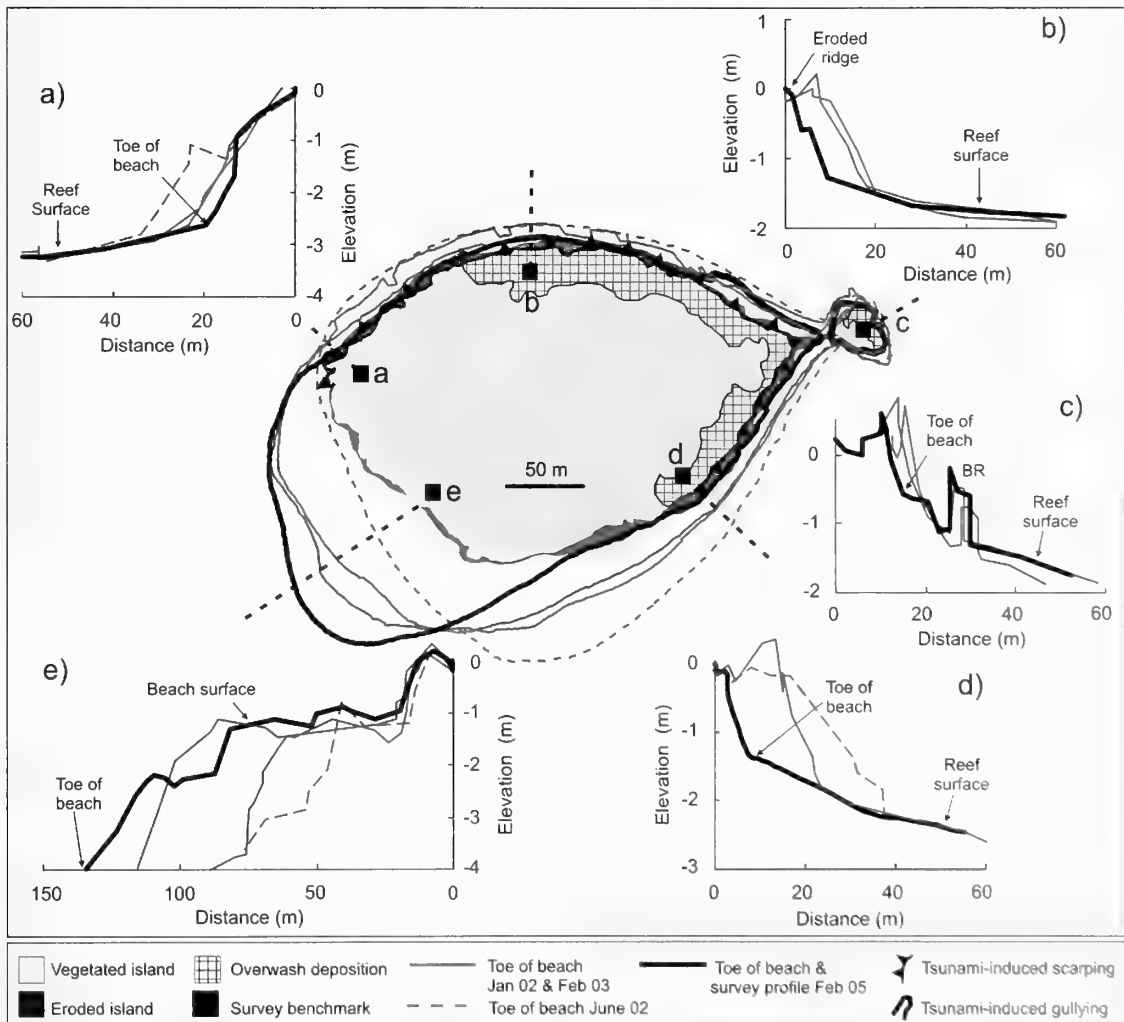 a)
0
-1
-2
-3
-4
Elevation (m)
Toe of
beach
Reef
Surface
60
40
20
0
Distance (m)
b)
1
0
-1
-2
Elevation (m)
Eroded
ridge
Reef
surface
0
20
40
60
Distance (m)
b
a
c
d
e
50 m
c)
0
-1
-2
Toe of
beach
BR
Reef
surface
0
20
40
60
Distance (m)
e)
0
-1
-2
-3
-4
Elevation (m)
Beach surface
Toe of
beach
150
100
50
0
Distance (m)
d)
0
-1
-2
-3
Elevation (m)
Toe of
beach
Reef
surface
0
20
40
60
Distance (m)
Vegetated island
Overwash deposition
Toe of beach
Jan 02 & Feb 03
Toe of beach &
survey profile Feb 05
Tsunami-induced scarping
Eroded island
Survey benchmark
Toe of beach June 02
Tsunami-induced gullying